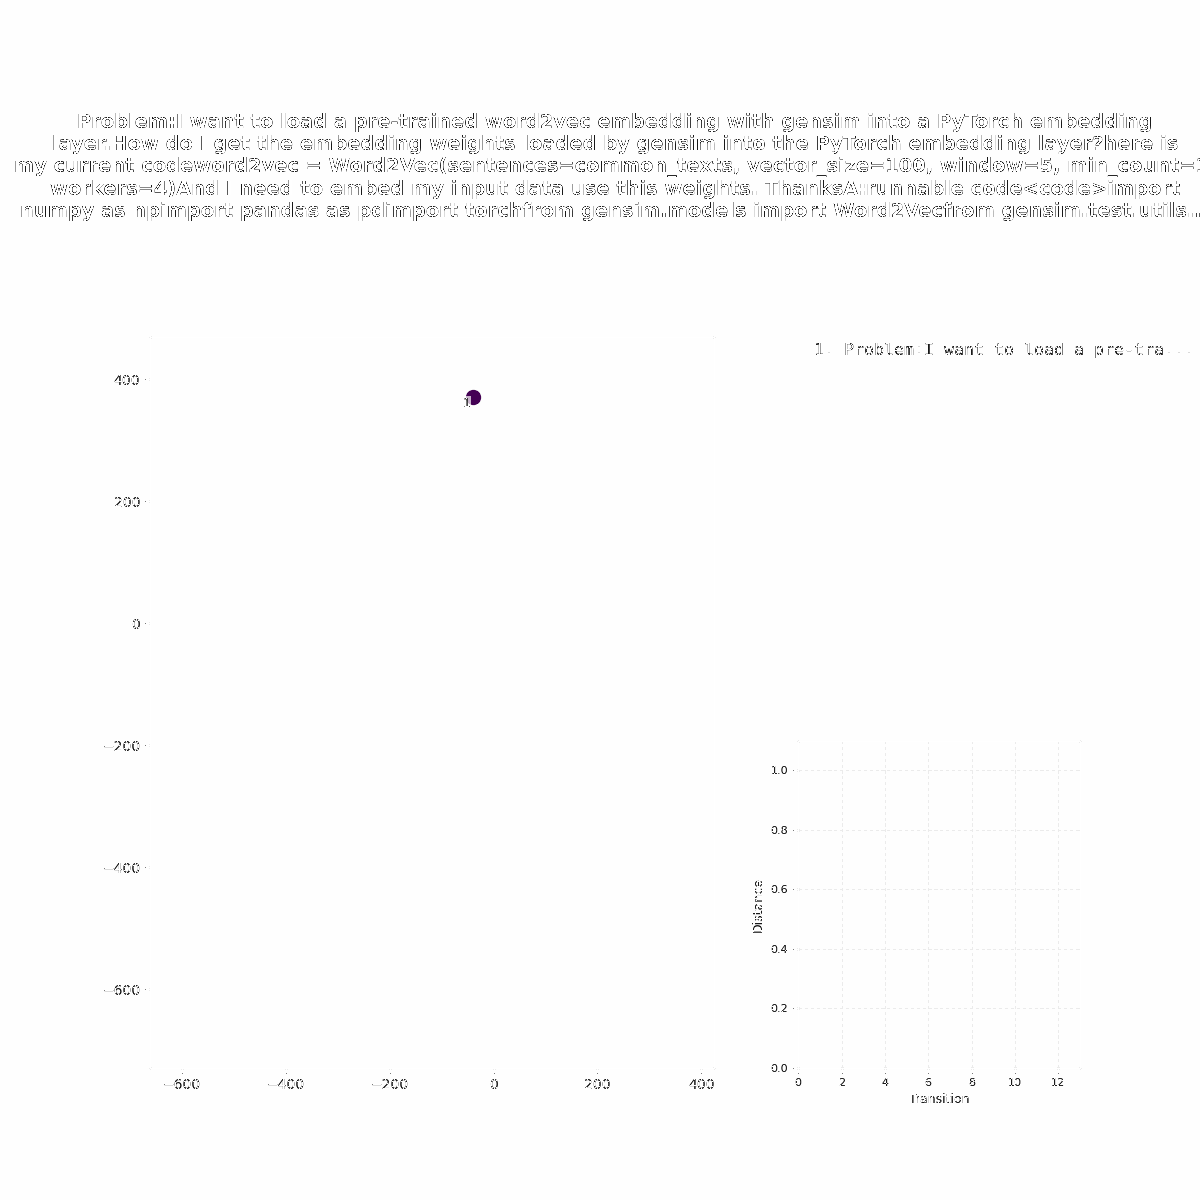 Problem:I want to load a pre-trained word2vec embedding with gensim into a PyTorch embedding
layer.How do I get the embedding weights loaded by gensim into the PyTorch embedding layer?here is
my current codeword2vec = Word2Vec(sentences=common_texts, vector_size=100, window=5, min_count=1
workers=4)And I need to embed my input data use this weights. ThanksA:runnable code<code>import
numpy as npimport pandas as pdimport torchfrom gensim.models import Word2Vecfrom gensim.test.utils...
1. Problem:I want to load a pre-tra...
400
1
200
0
−200
−400
−600
−600 −400 −200 0 200 400
1.0
0.8
0.6
0.4
0.2
0.0
Distance
0 2 4 6 8 10 12
Transition